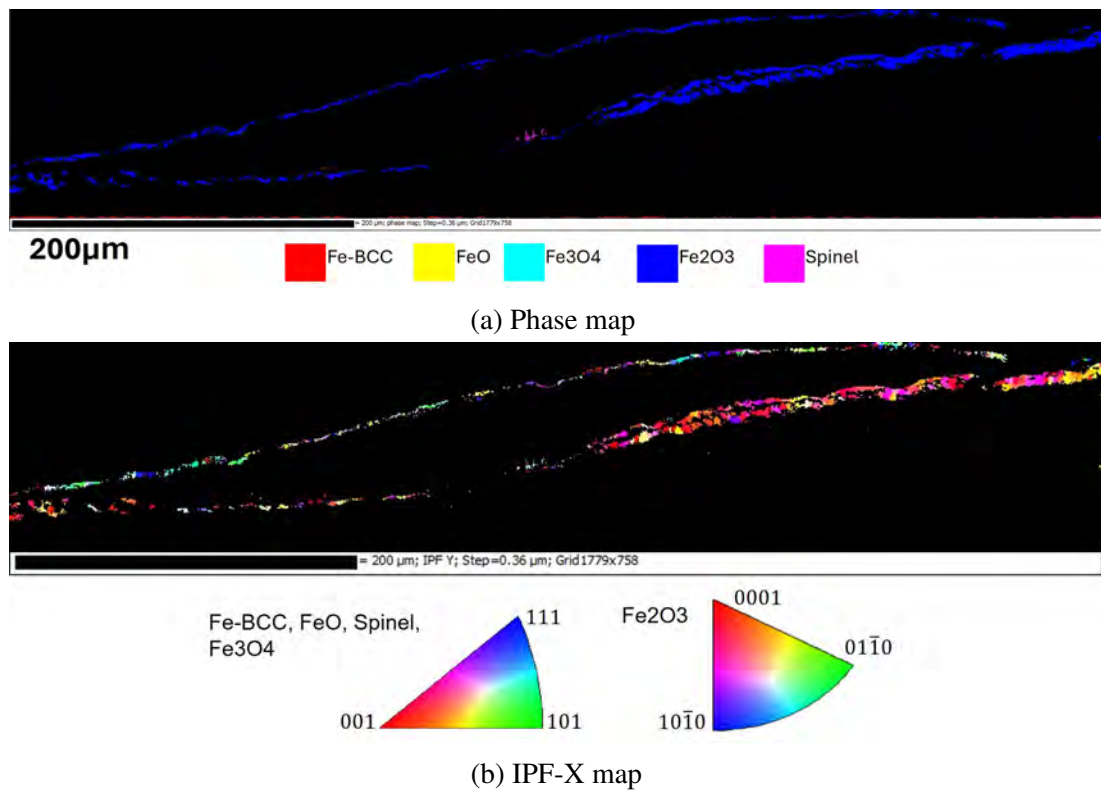 = 200 μm; phase map; Step=0.36 μm; Grid1779x758
200μm
Fe-BCC FeO Fe3O4 Fe2O3 Spinel
(a) Phase map
= 200 μm; IPF Y; Step=0.36 μm; Grid1779x758
Fe-BCC, FeO, Spinel,
Fe3O4
111
001
101
Fe2O3
0001
011̅0
101̅0
(b) IPF-X map